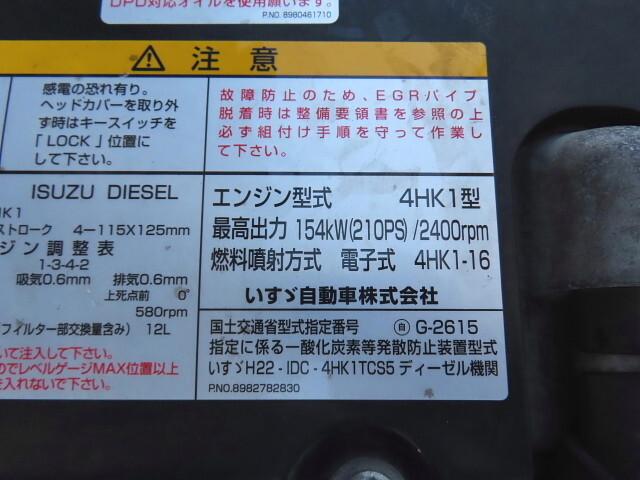 DPD対応オイルを使用願います。
P.NO. 8980461710
注意
感電の恐れ有り。
ヘッドカバーを取り外
す時はキースイッチを
「LOCK」位置に
して下さい。
故障防止のため、EGRパイプ
脱着時は整備要領書を参照の上
必ず組付け手順を守って作業し
て下さい。
ISUZU DIESEL
HK1
ストローク 4-115X125mm
ジン調整表
1-3-4-2
吸気0.6mm 排気0.6mm
上死点前 0°
580rpm
フィルター部交換量含み) 12L
いて注入して下さい。
のでレベルゲージMAX位置以上
を入れないで下さい。
エンジン型式 4HK1型
最高出力 154kW(210PS)/2400rpm
燃料噴射方式 電子式 4HK1-16
いすゞ自動車株式会社
国土交通省型式指定番号 自 G-2615
指定に係る一酸化炭素等発散防止装置型式
いすゞH22-IDC-4HK1TCS5 ディーゼル機関
P.NO.8982782830